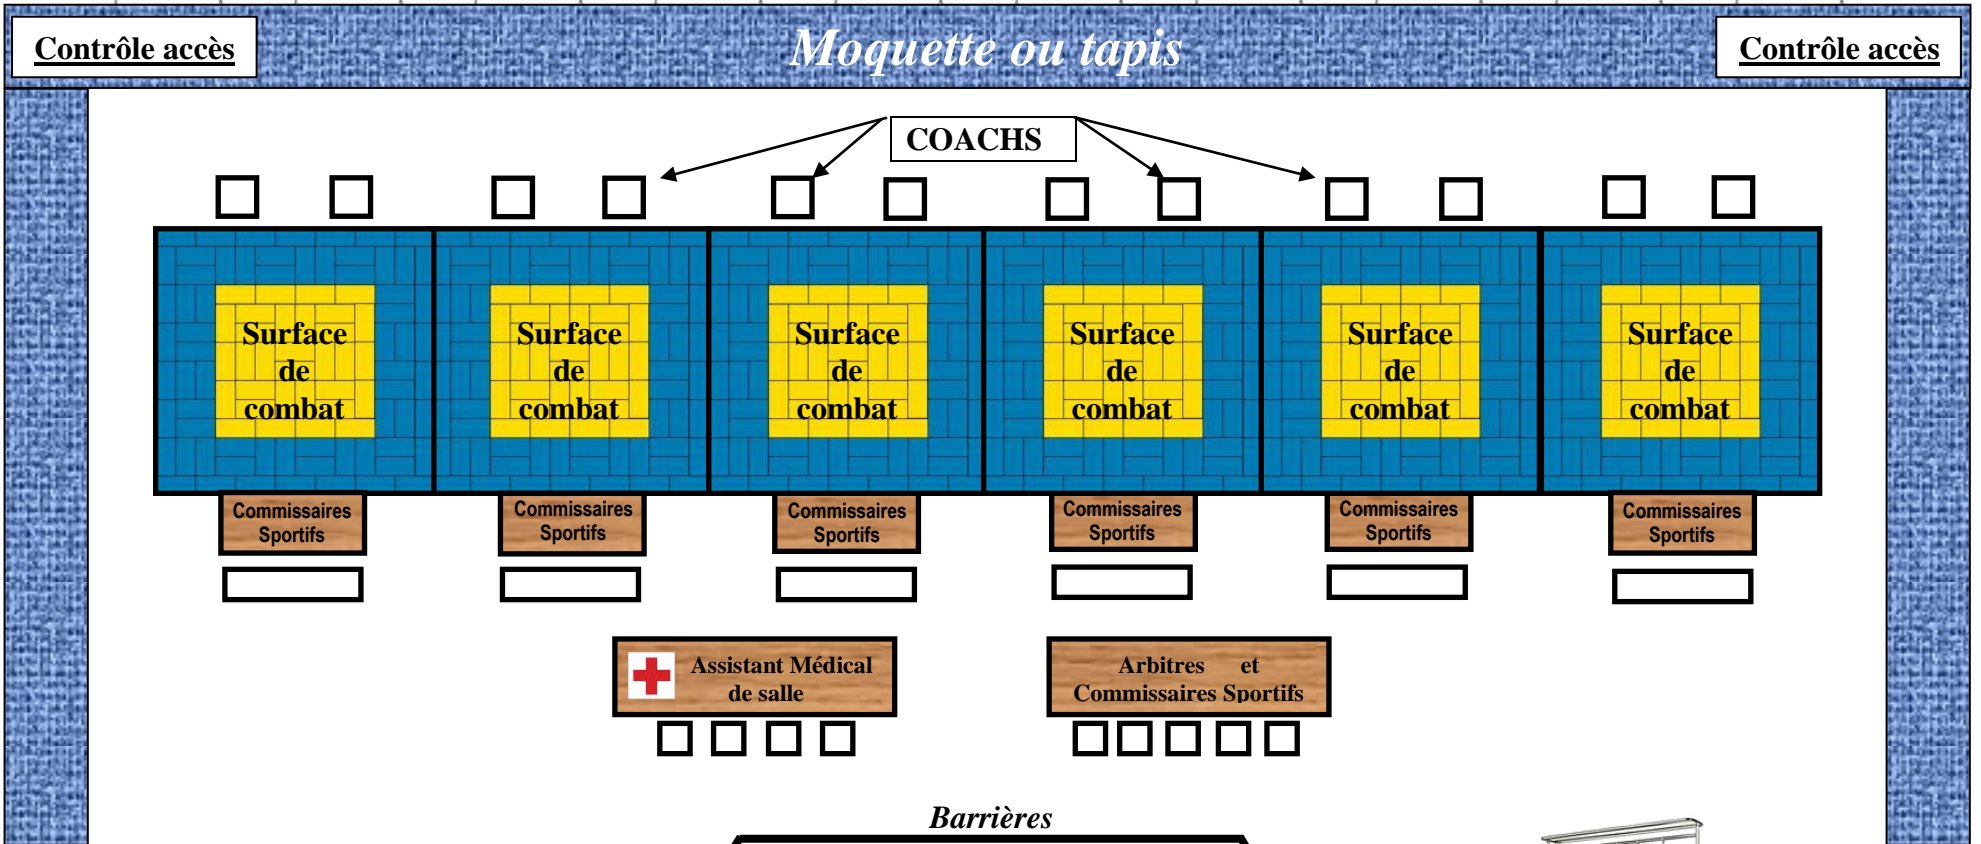 Contrôle accès
Moquette ou tapis
Contrôle accès
COACHS
Surface
de
combat
Surface
de
combat
Surface
de
combat
Surface
de
combat
Surface
de
combat
Surface
de
combat
Commissaires
Sportifs
Commissaires
Sportifs
Commissaires
Sportifs
Commissaires
Sportifs
Commissaires
Sportifs
Commissaires
Sportifs
Assistant Médical
de salle
Arbitres et
Commissaires Sportifs
Barrières